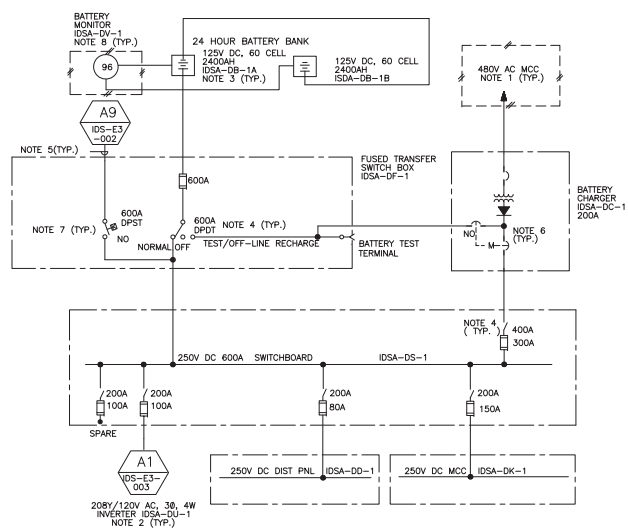 BATTERY
MONITOR
IDSA-DV-1
NOTE 8 (TYP.)
96
24 HOUR BATTERY BANK
125V DC, 60 CELL
2400AH
IDSA-DB-1A
NOTE 3 (TYP.)
125V DC, 60 CELL
2400AH
ISDA-DB-1B
480V AC MCC
NOTE 1 (TYP.)
A9
IDS-E3
-002
NOTE 5(TYP.)
FUSED TRANSFER
SWITCH BOX
IDSA-DF-1
600A
600A
DPST
NOTE 7 (TYP.)
NO
600A
DPDT
NOTE 4 (TYP.)
NORMAL OFF
TEST/OFF-LINE RECHARGE
BATTERY TEST
TERMINAL
BATTERY
CHARGER
IDSA-DC-1
200A
NO
M
NOTE 6
(TYP.)
NOTE 4
( TYP.)
400A
300A
250V DC 600A SWITCHBOARD IDSA-DS-1
200A
100A
200A
100A
200A
80A
200A
150A
SPARE
A1
IDS-E3-
003
208Y/120V AC, 3Ø, 4W
INVERTER IDSA-DU-1
NOTE 2 (TYP.)
250V DC DIST PNL IDSA-DD-1
250V DC MCC IDSA-DK-1